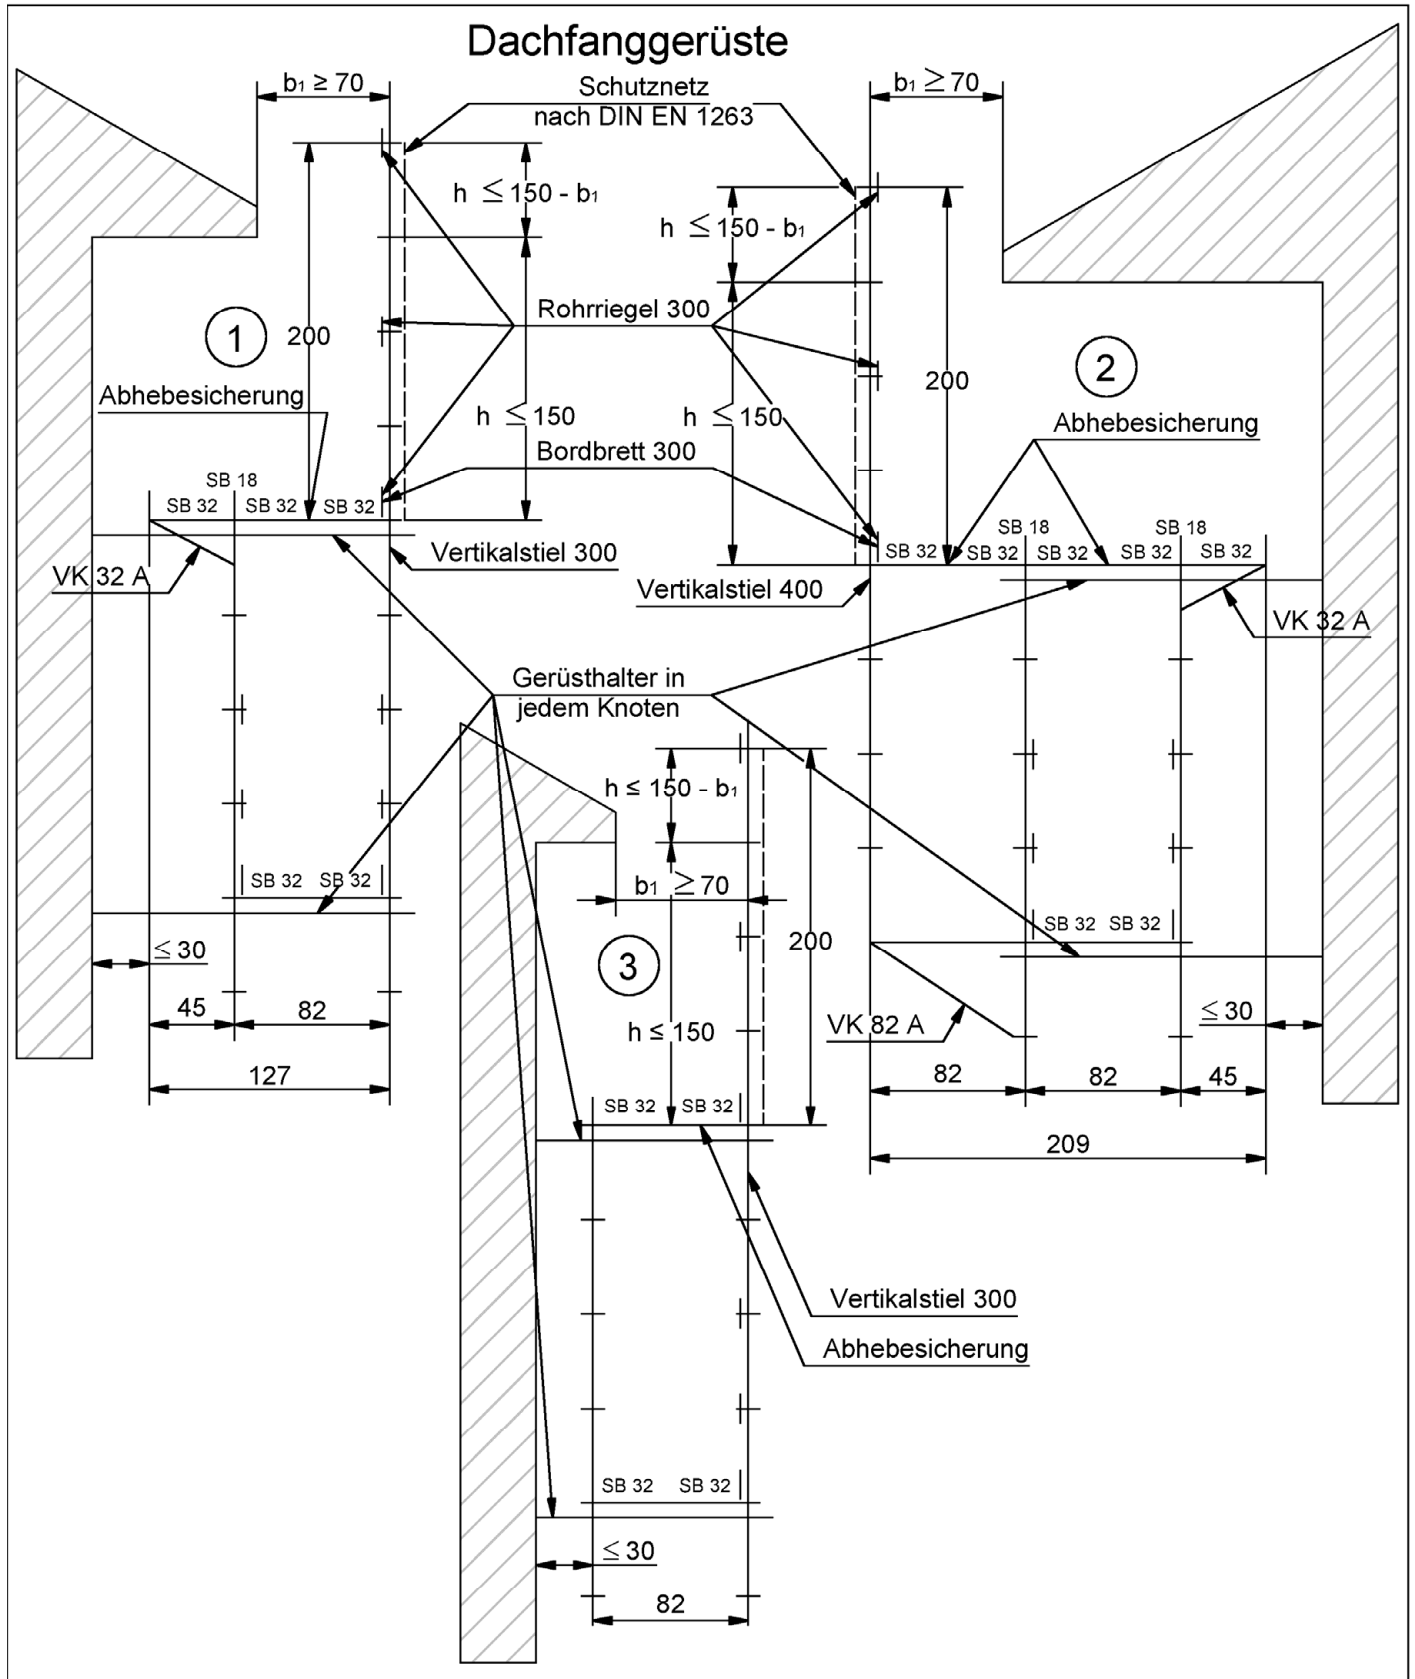 Dachfanggerüste
b₁ ≥ 70
Schutznetz
nach DIN EN 1263
b₁ ≥ 70
h ≤ 150 - b₁
h ≤ 150 - b₁
1
200
Rohrriegel 300
200
2
Abhebesicherung
h ≤ 150
h ≤ 150
Abhebesicherung
Bordbrett 300
SB 18
SB 32
SB 32
SB 32
SB 18
SB 18
SB 32
SB 32
SB 32
SB 32
SB 32
VK 32 A
Vertikalstiel 300
Vertikalstiel 400
VK 32 A
Gerüsthalter in
jedem Knoten
h ≤ 150 - b₁
SB 32
SB 32
b₁ ≥ 70
≤ 30
3
200
SB 32
SB 32
45
82
h ≤ 150
VK 82 A
≤ 30
127
82
82
45
SB 32
SB 32
209
Vertikalstiel 300
Abhebesicherung
SB 32
SB 32
≤ 30
82